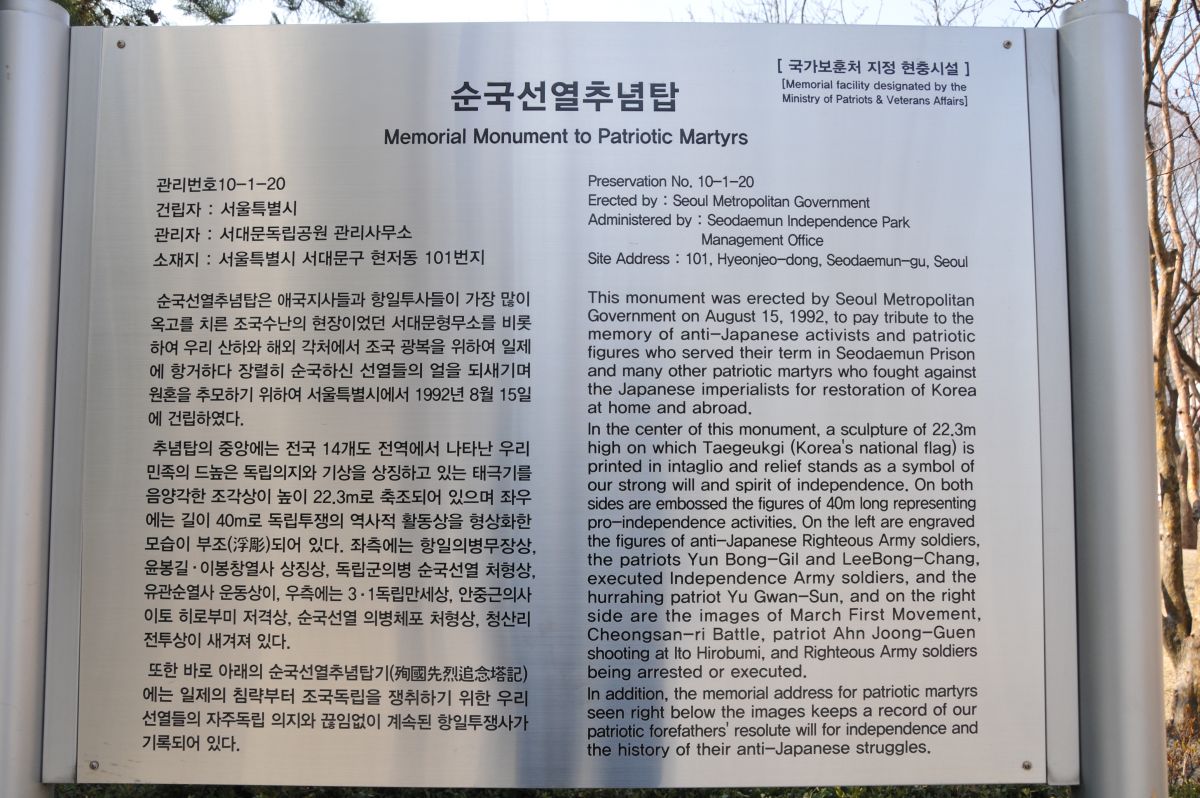 [ 국가보훈처 지정 현충시설 ]
[Memorial facility designated by the
Ministry of Patriots & Veterans Affairs]
순국선열추념탑
Memorial Monument to Patriotic Martyrs
관리번호10-1-20
건립자 : 서울특별시
관리자 : 서대문독립공원 관리사무소
소재지 : 서울특별시 서대문구 현저동 101번지
순국선열추념탑은 애국지사들과 항일투사들이 가장 많이
옥고를 치른 조국수난의 현장이었던 서대문형무소를 비롯
하여 우리 산하와 해외 각처에서 조국 광복을 위하여 일제
에 항거하다 장렬히 순국하신 선열들의 얼을 되새기며
원혼을 추모하기 위하여 서울특별시에서 1992년 8월 15일
에 건립하였다.
추념탑의 중앙에는 전국 14개도 전역에서 나타난 우리
민족의 드높은 독립의지와 기상을 상징하고 있는 태극기를
음양각한 조각상이 높이 22.3m로 축조되어 있으며 좌우
에는 길이 40m로 독립투쟁의 역사적 활동상을 형상화한
모습이 부조(浮彫)되어 있다. 좌측에는 항일의병무장상,
윤봉길·이봉창열사 상징상, 독립군의병 순국선열 처형상,
유관순열사 운동상이, 우측에는 3·1독립만세상, 안중근의사
이토 히로부미 저격상, 순국선열 의병체포 처형상, 청산리
전투상이 새겨져 있다.
또한 바로 아래의 순국선열추념탑기(殉國先烈追念塔記)
에는 일제의 침략부터 조국독립을 쟁취하기 위한 우리
선열들의 자주독립 의지와 끊임없이 계속된 항일투쟁사가
기록되어 있다.
Preservation No. 10-1-20
Erected by : Seoul Metropolitan Government
Administered by : Seodaemun Independence Park
Management Office
Site Address : 101, Hyeonjeo-dong, Seodaemun-gu, Seoul
This monument was erected by Seoul Metropolitan
Government on August 15, 1992, to pay tribute to the
memory of anti-Japanese activists and patriotic
figures who served their term in Seodaemun Prison
and many other patriotic martyrs who fought against
the Japanese imperialists for restoration of Korea
at home and abroad.
In the center of this monument, a sculpture of 22.3m
high on which Taegeukgi (Korea's national flag) is
printed in intaglio and relief stands as a symbol of
our strong will and spirit of independence. On both
sides are embossed the figures of 40m long representing
pro-independence activities. On the left are engraved
the figures of anti-Japanese Righteous Army soldiers,
the patriots Yun Bong-Gil and LeeBong-Chang,
executed Independence Army soldiers, and the
hurrahing patriot Yu Gwan-Sun, and on the right
side are the images of March First Movement,
Cheongsan-ri Battle, patriot Ahn Joong-Guen
shooting at Ito Hirobumi, and Righteous Army soldiers
being arrested or executed.
In addition, the memorial address for patriotic martyrs
seen right below the images keeps a record of our
patriotic forefathers' resolute will for independence and
the history of their anti-Japanese struggles.